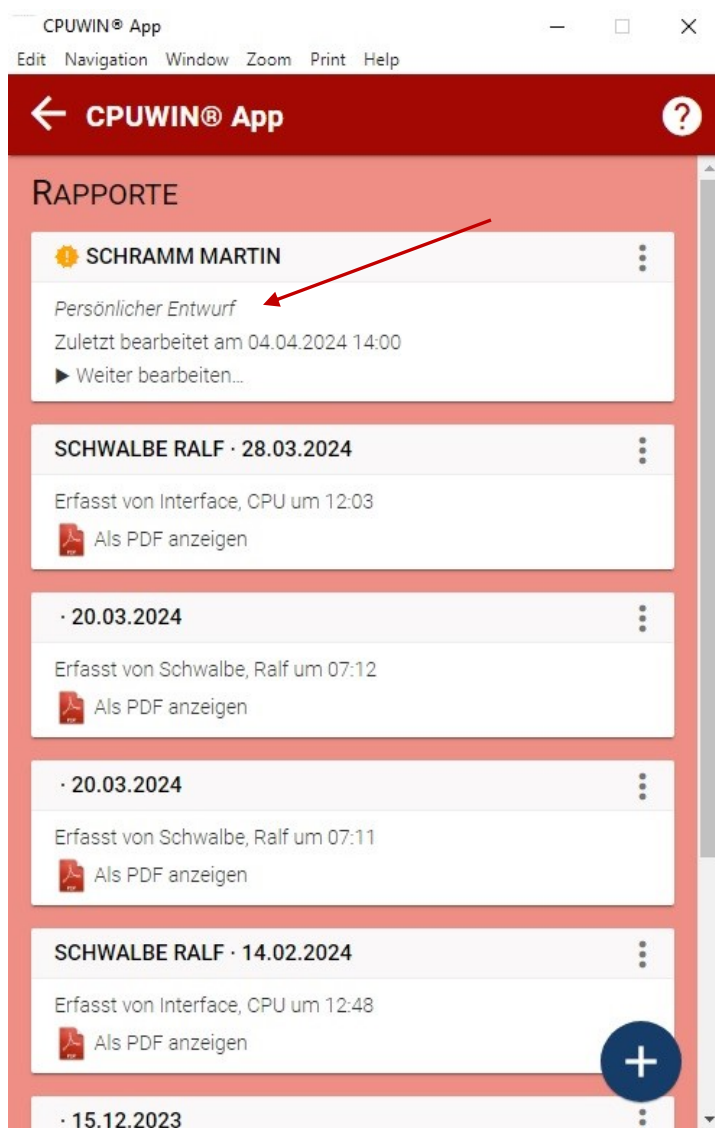 CPUWIN® App
Edit Navigation Window Zoom Print Help
CPUWIN® App
?
RAPPORTE
SCHRAMM MARTIN
Persönlicher Entwurf
Zuletzt bearbeitet am 04.04.2024 14:00
▶ Weiter bearbeiten...
SCHWALBE RALF · 28.03.2024
Erfasst von Interface, CPU um 12:03
PDF Als PDF anzeigen
· 20.03.2024
Erfasst von Schwalbe, Ralf um 07:12
PDF Als PDF anzeigen
· 20.03.2024
Erfasst von Schwalbe, Ralf um 07:11
PDF Als PDF anzeigen
SCHWALBE RALF · 14.02.2024
Erfasst von Interface, CPU um 12:48
PDF Als PDF anzeigen
+
· 15.12.2023